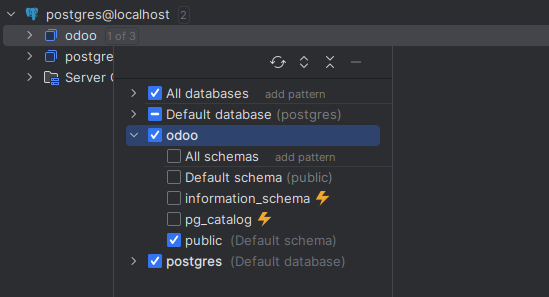 postgres@localhost 2
odoo 1 of 3
postgre
Server
All databases add pattern
Default database (postgres)
odoo
All schemas add pattern
Default schema (public)
information_schema
pg_catalog
public (Default schema)
postgres (Default database)